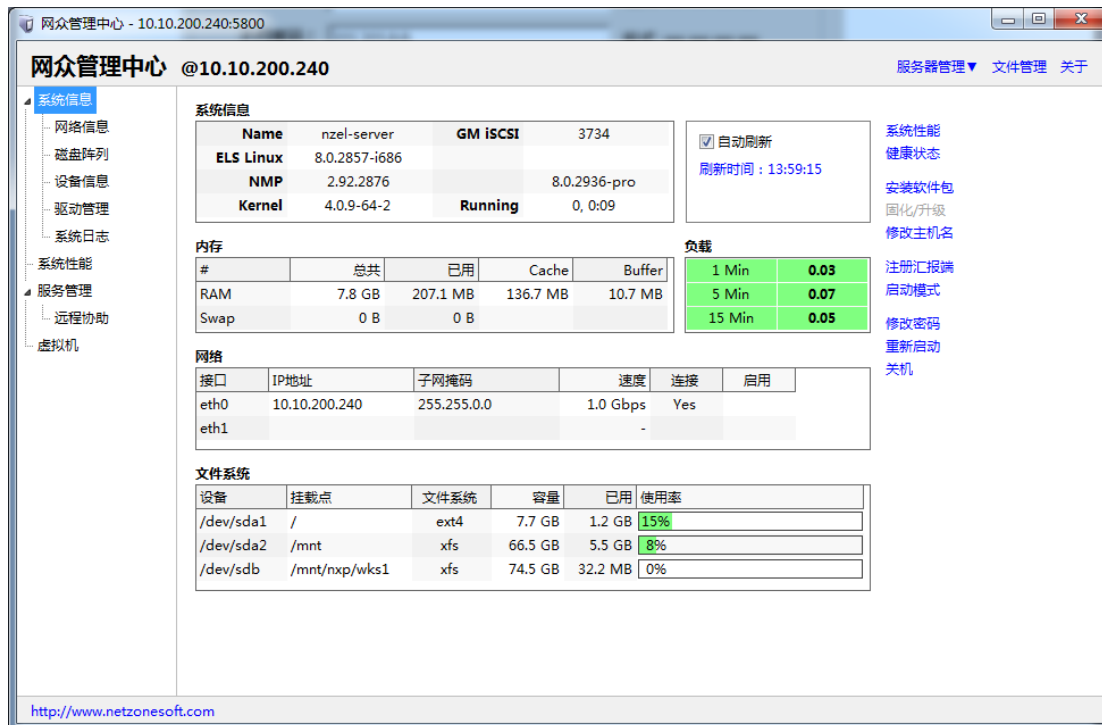 网众管理中心 - 10.10.200.240:5800
网众管理中心 @10.10.200.240
服务器管理▼ 文件管理 关于
系统信息
网络信息
磁盘阵列
设备信息
驱动管理
系统日志
系统性能
服务管理
远程协助
虚拟机
系统信息
Name nzel-server GM iSCSI 3734
ELS Linux 8.0.2857-i686
NMP 2.92.2876 8.0.2936-pro
Kernel 4.0.9-64-2 Running 0, 0:09
自动刷新
刷新时间：13:59:15
内存
# 总共 已用 Cache Buffer
RAM 7.8 GB 207.1 MB 136.7 MB 10.7 MB
Swap 0 B 0 B
负载
1 Min 0.03
5 Min 0.07
15 Min 0.05
网络
接口 IP地址 子网掩码 速度 连接 启用
eth0 10.10.200.240 255.255.0.0 1.0 Gbps Yes
eth1 -
文件系统
设备 挂载点 文件系统 容量 已用 使用率
/dev/sda1 / ext4 7.7 GB 1.2 GB 15%
/dev/sda2 /mnt xfs 66.5 GB 5.5 GB 8%
/dev/sdb /mnt/nxp/wks1 xfs 74.5 GB 32.2 MB 0%
系统性能
健康状态
安装软件包
固化/升级
修改主机名
注册汇报端
启动模式
修改密码
重新启动
关机
http://www.netzonesoft.com